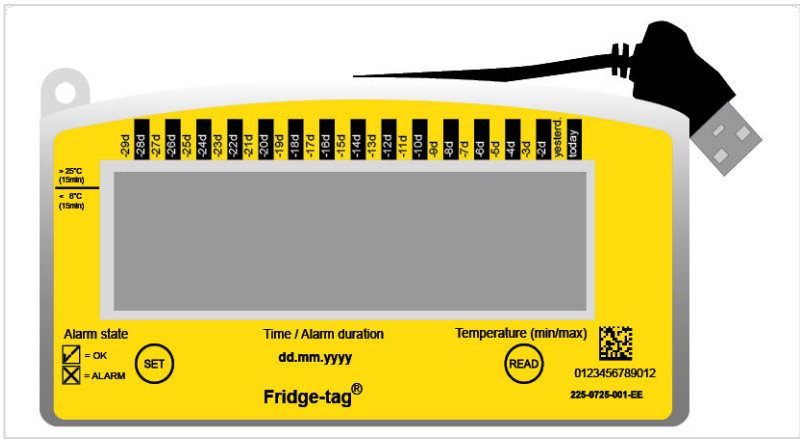 -29d
-28d
-27d
-26d
-25d
-24d
-23d
-22d
-21d
-20d
-19d
-18d
-17d
-16d
-15d
-14d
-13d
-12d
-11d
-10d
-9d
-8d
-7d
-6d
-5d
-4d
-3d
-2d
yesterd.
today
> 25°C
(15min)
< 8°C
(15min)
Alarm state
= OK
= ALARM
SET
Time / Alarm duration
dd.mm.yyyy
Fridge-tag®
Temperature (min/max)
READ
0123456789012
225-0725-001-EE